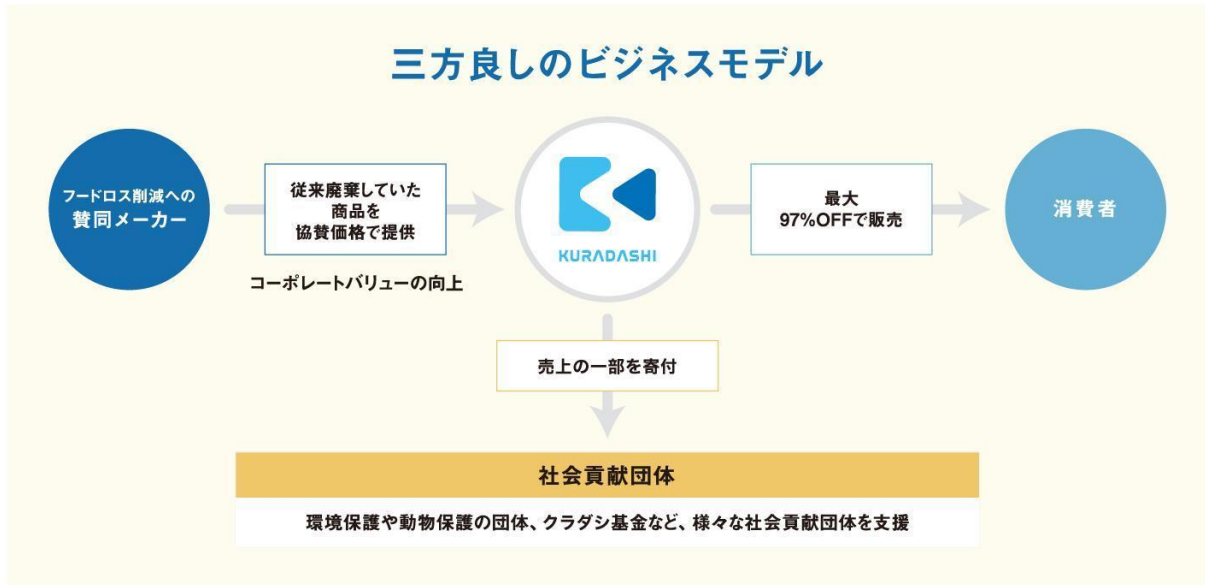 三方良しのビジネスモデル
フードロス削減への
賛同メーカー
従来廃棄していた
商品を
協賛価格で提供
コーポレートバリューの向上
KURADASHI
最大
97%OFFで販売
消費者
売上の一部を寄付
社会貢献団体
環境保護や動物保護の団体、クラダシ基金など、様々な社会貢献団体を支援